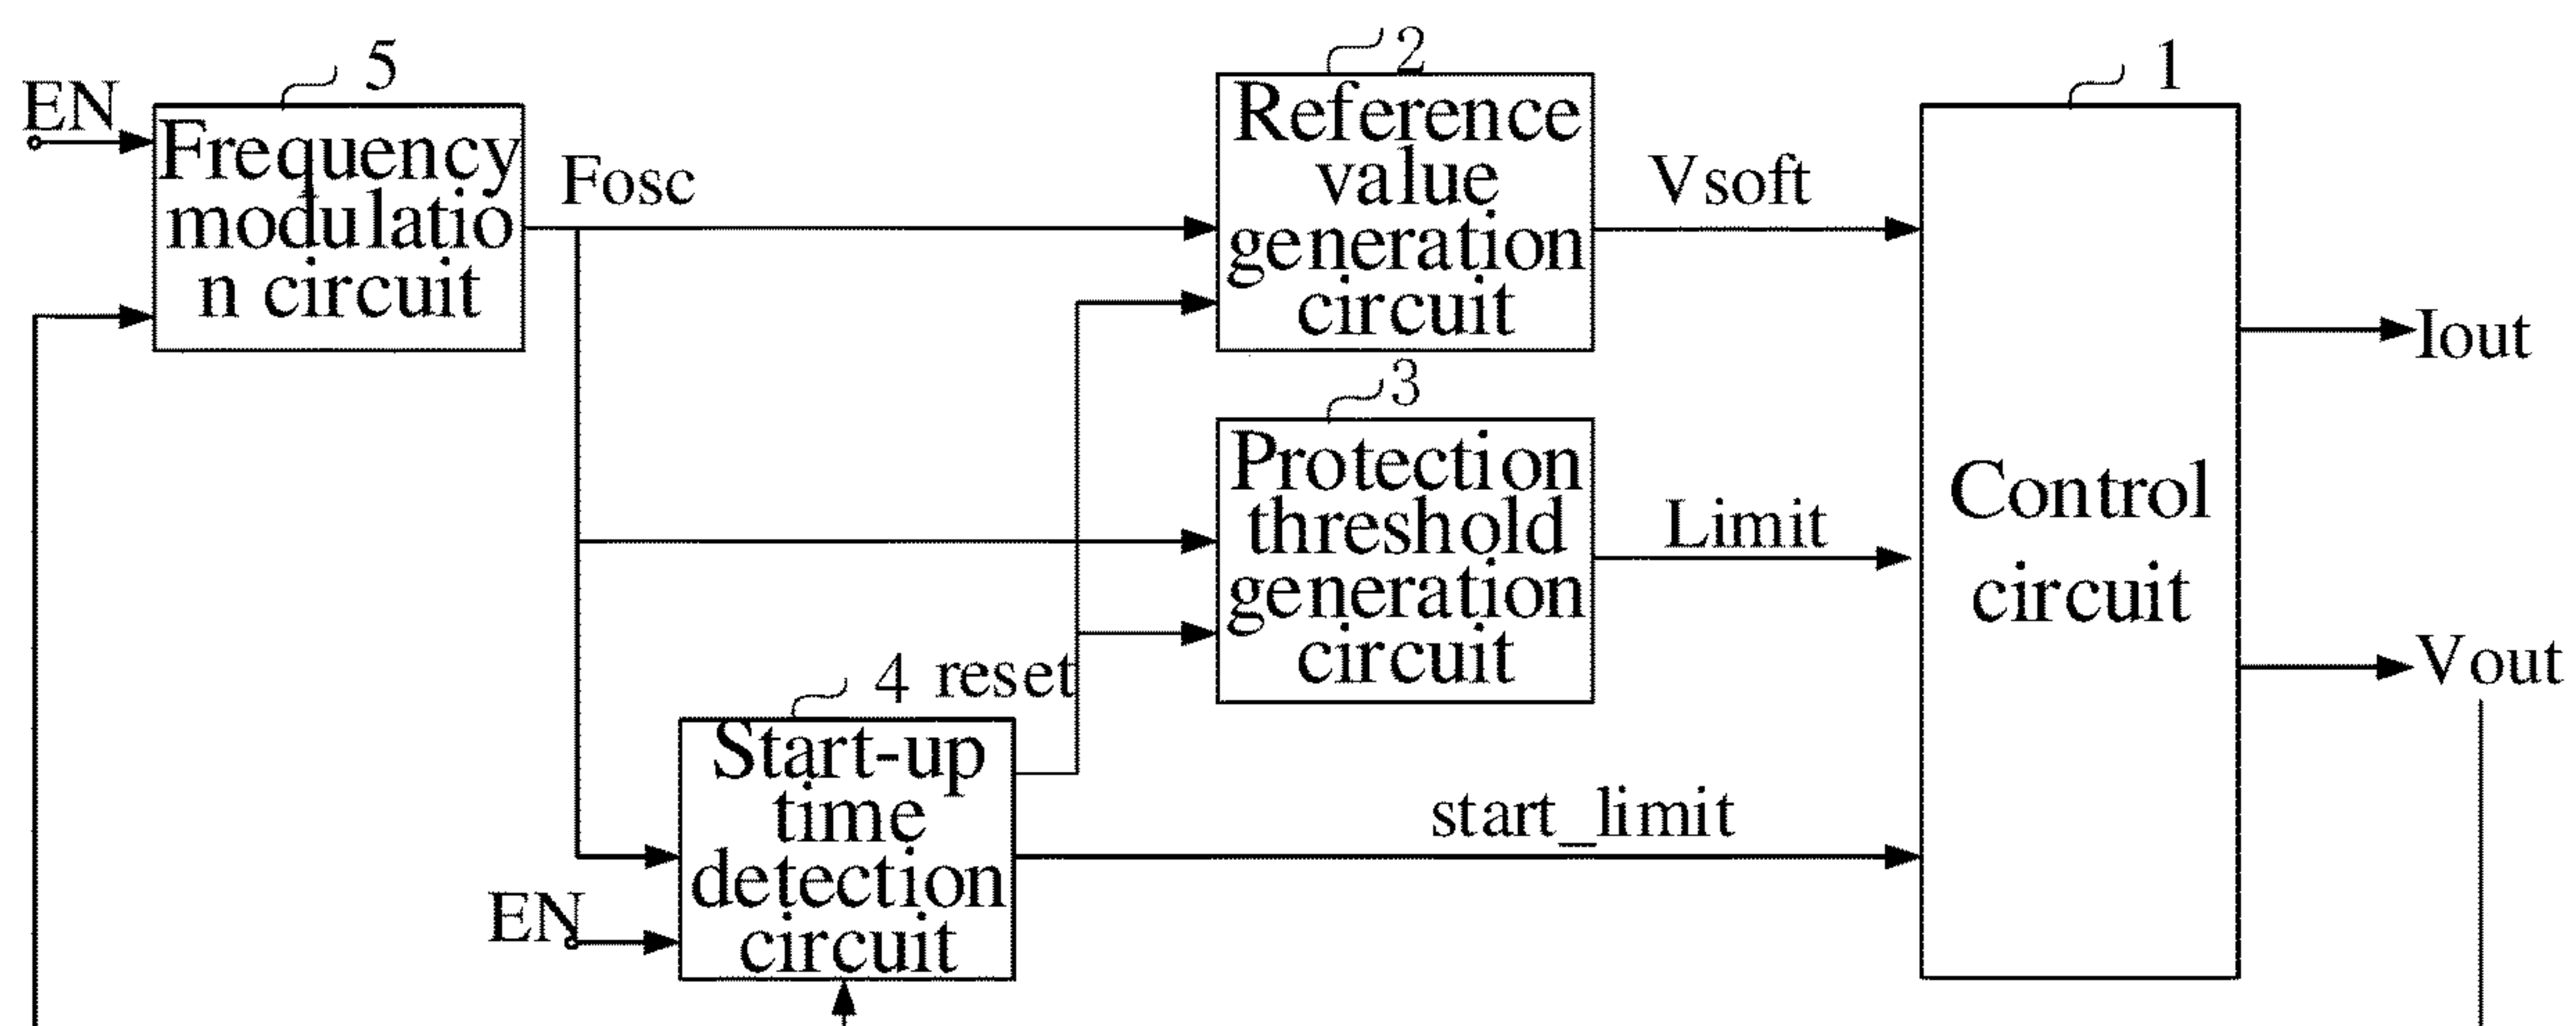 5
EN
Frequency
modulatio
n circuit
Fosc
2
Reference
value
generation
circuit
Vsoft
1
Control
circuit
Iout
Vout
3
Protection
threshold
generation
circuit
Limit
4
reset
Start-up
time
detection
circuit
EN
start_limit